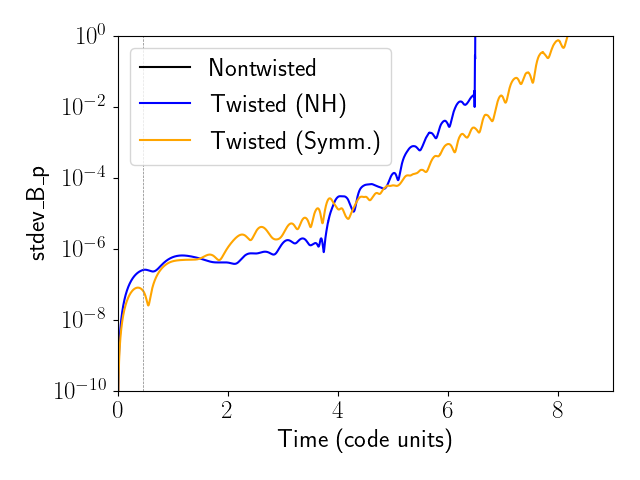 10^0
10^−2
10^−4
10^−6
10^−8
10^−10
stdev_B_p
Nontwisted
Twisted (NH)
Twisted (Symm.)
0 2 4 6 8
Time (code units)